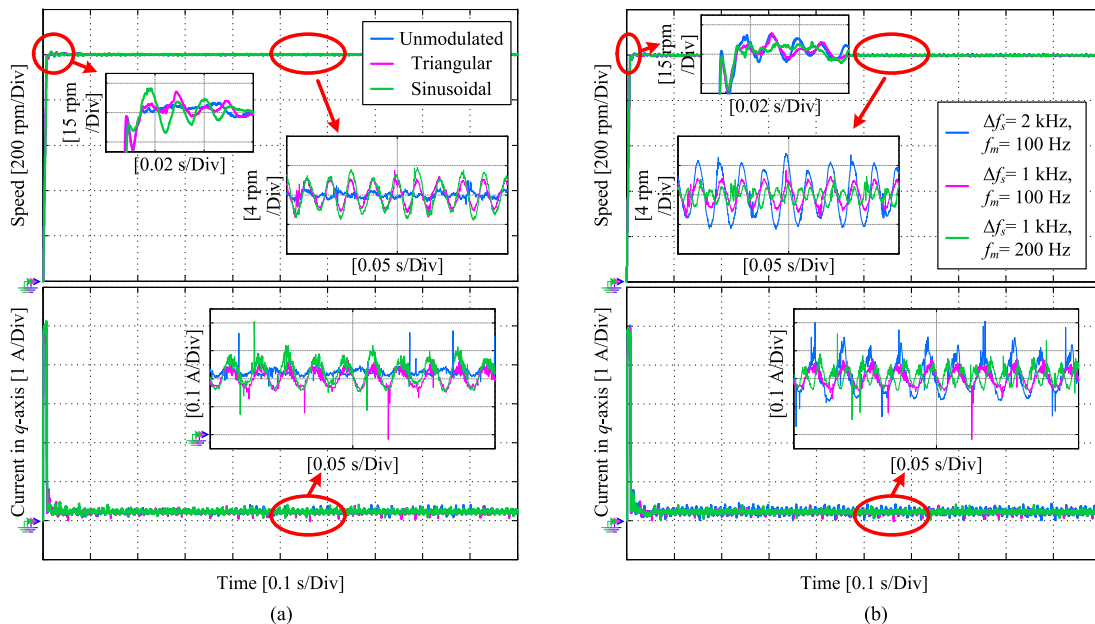 Speed [200 rpm/Div]
Unmodulated
Triangular
Sinusoidal
[15 rpm
/Div]
[0.02 s/Div]
[4 rpm
/Div]
[0.05 s/Div]
Current in q-axis [1 A/Div]
[0.1 A/Div]
[0.05 s/Div]
Time [0.1 s/Div]
(a)
Speed [200 rpm/Div]
[15 rpm
/Div]
[0.02 s/Div]
[4 rpm
/Div]
[0.05 s/Div]
Δfs= 2 kHz,
fm= 100 Hz
Δfs= 1 kHz,
fm= 100 Hz
Δfs= 1 kHz,
fm= 200 Hz
Current in q-axis [1 A/Div]
[0.1 A/Div]
[0.05 s/Div]
Time [0.1 s/Div]
(b)